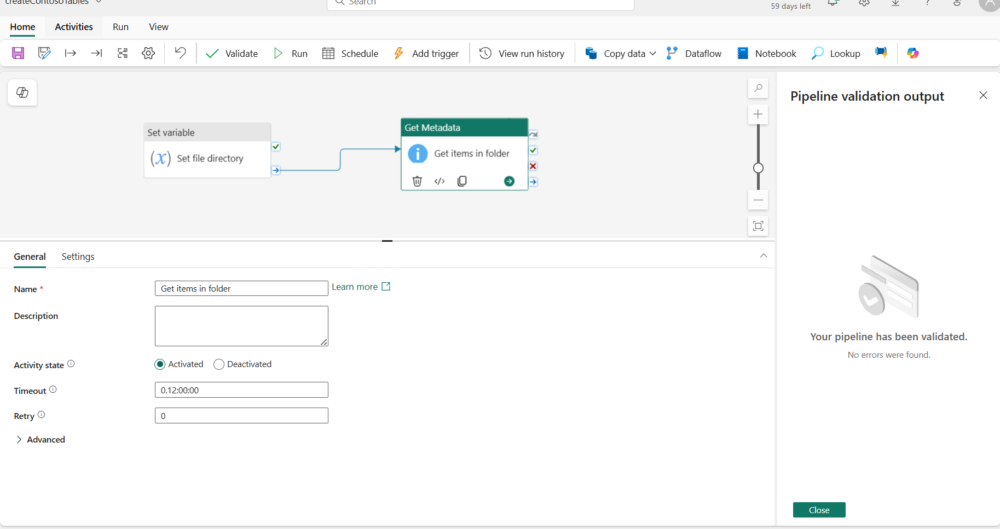 createContosoTables
Search
59 days left
Home Activities Run View
Validate Run Schedule Add trigger View run history Copy data Dataflow Notebook Lookup
Set variable
(x) Set file directory
Get Metadata
Get items in folder
Pipeline validation output
General Settings
Name *
Get items in folder
Learn more
Description
Activity state
Activated Deactivated
Timeout
0.12:00:00
Retry
0
Advanced
Your pipeline has been validated.
No errors were found.
Close